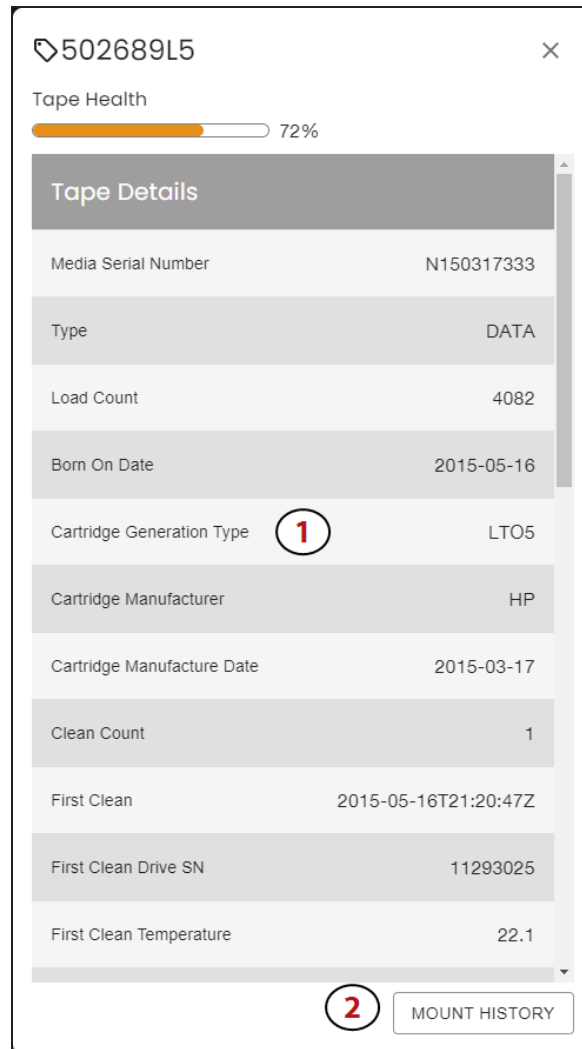 502689L5
Tape Health
72%
Tape Details
Media Serial Number N150317333
Type DATA
Load Count 4082
Born On Date 2015-05-16
Cartridge Generation Type 1 LTO5
Cartridge Manufacturer HP
Cartridge Manufacture Date 2015-03-17
Clean Count 1
First Clean 2015-05-16T21:20:47Z
First Clean Drive SN 11293025
First Clean Temperature 22.1
2 MOUNT HISTORY